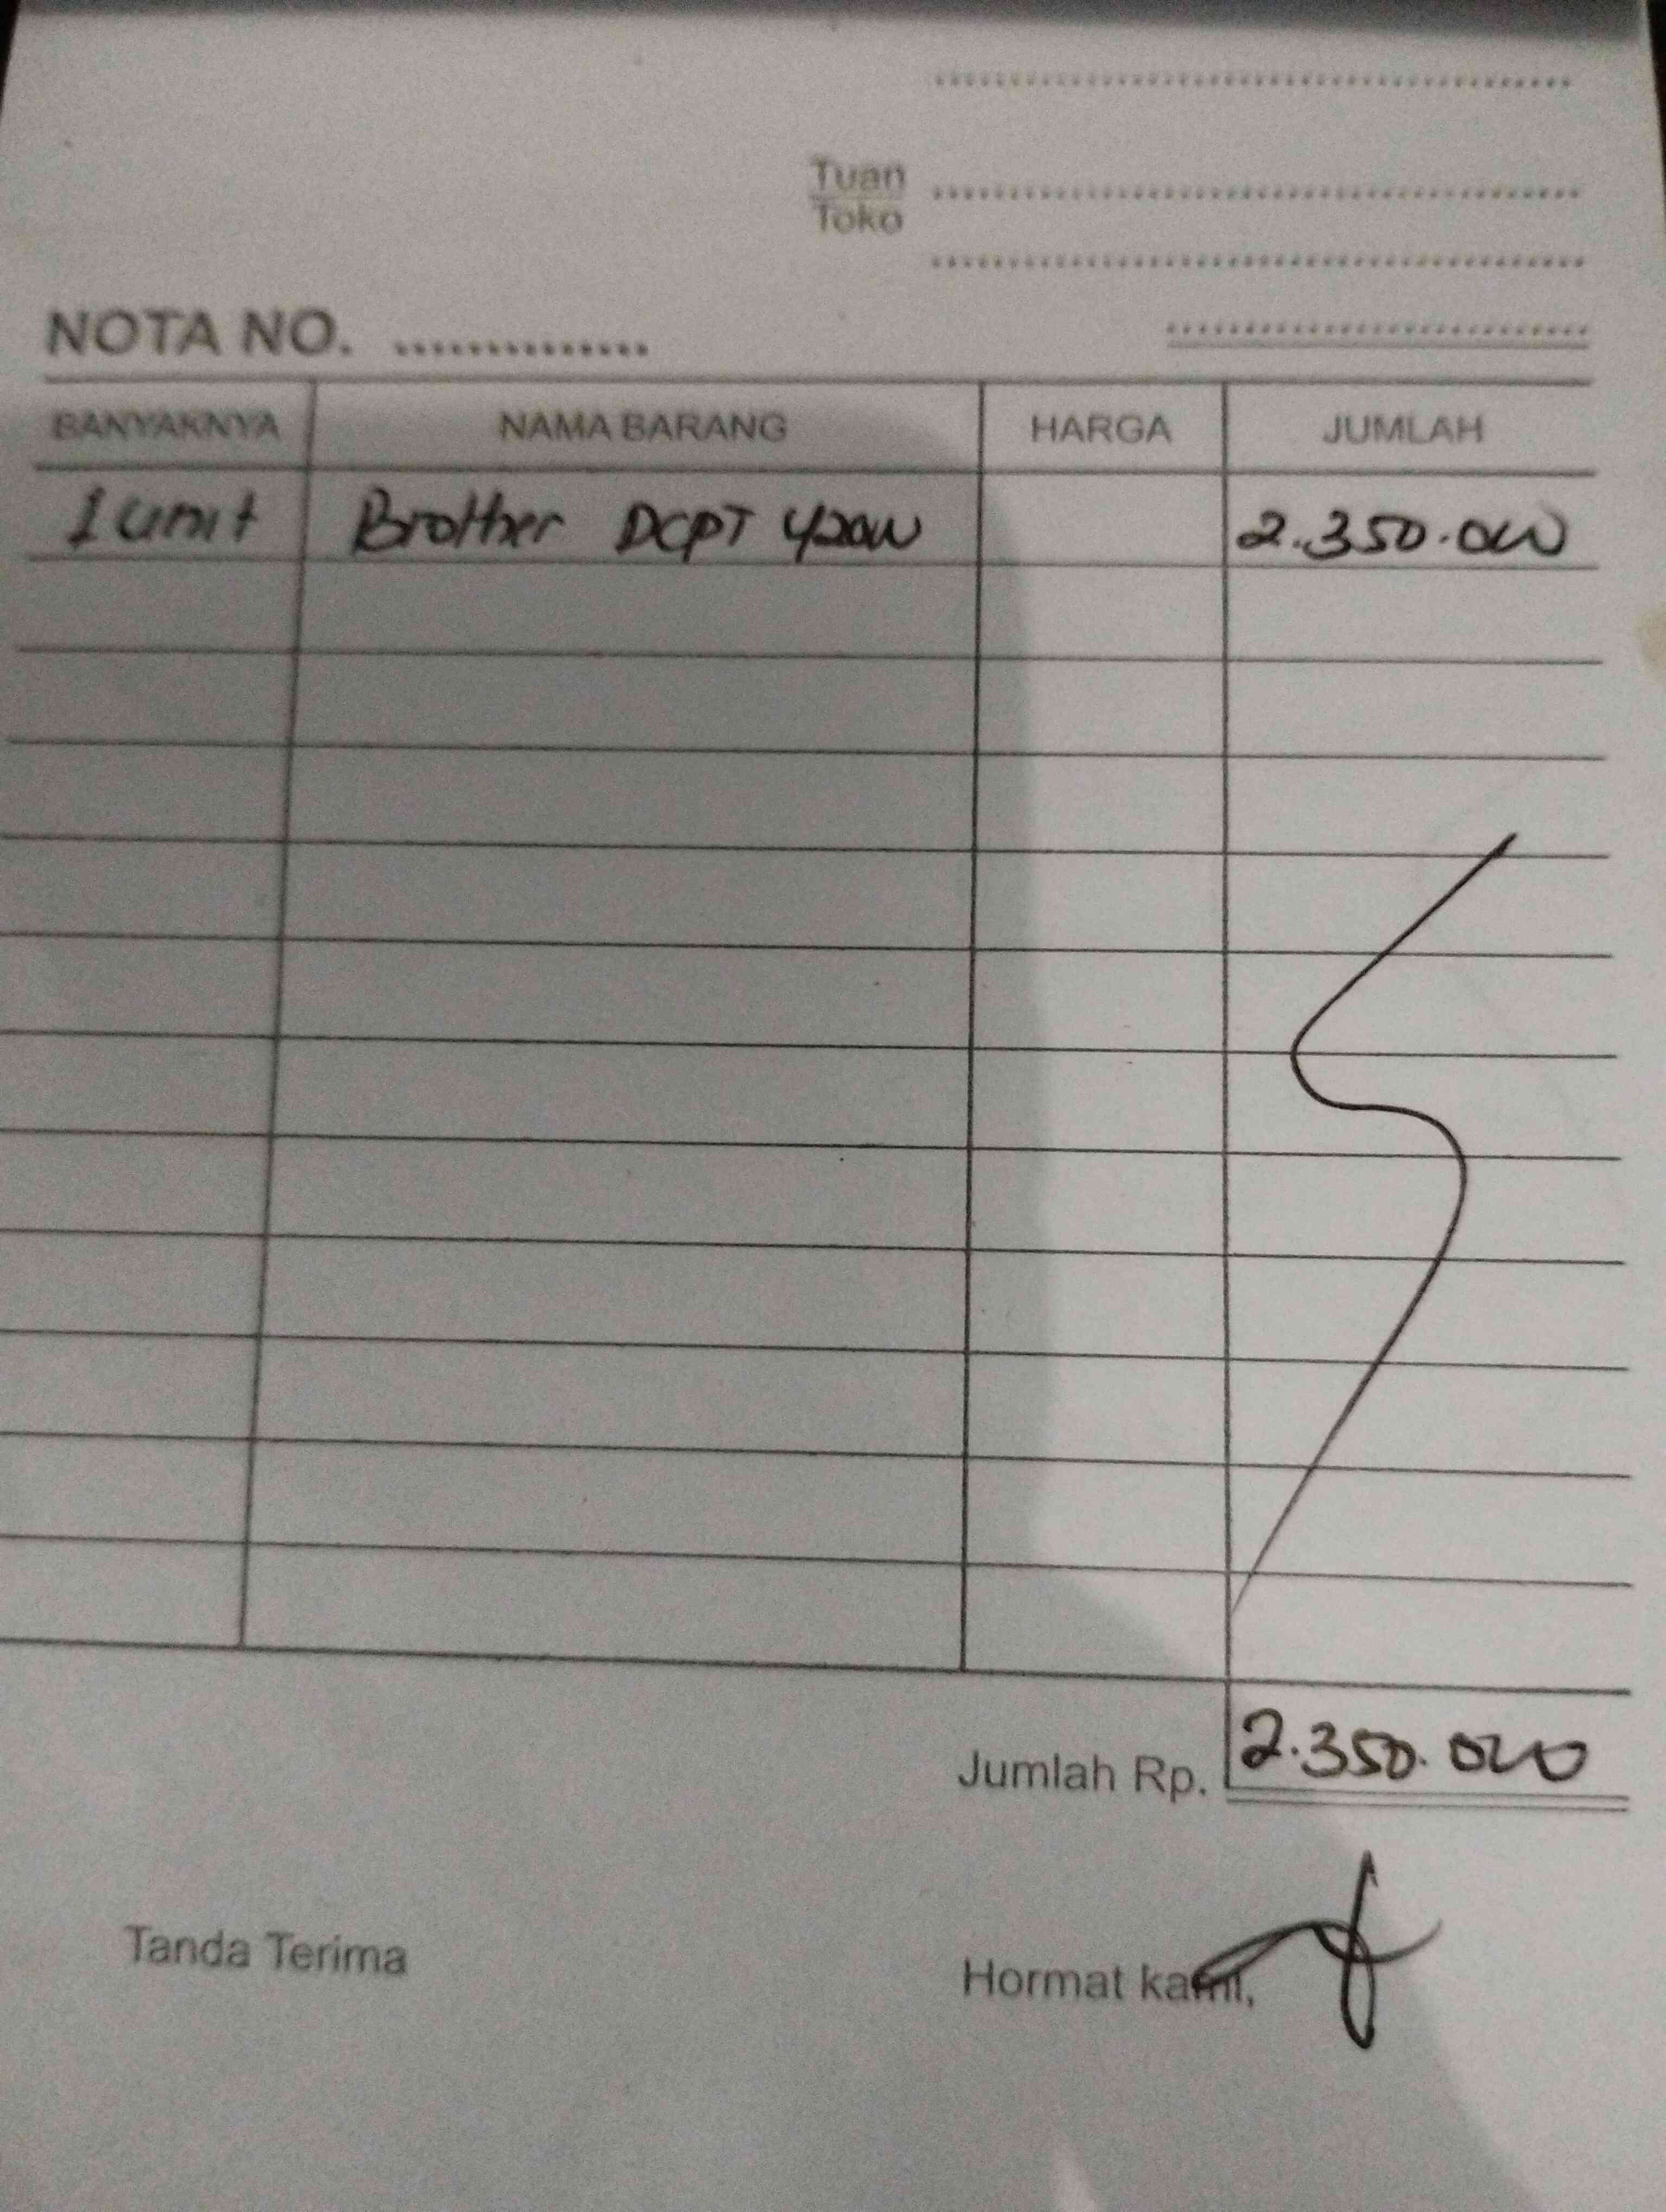 Tuan
Toko
NOTA NO. ..............
BANYAKNYA NAMA BARANG HARGA JUMLAH
1 unit Brother DCPT 420W 2.350.000
Jumlah Rp. 2.350.000
Tanda Terima Hormat kami,